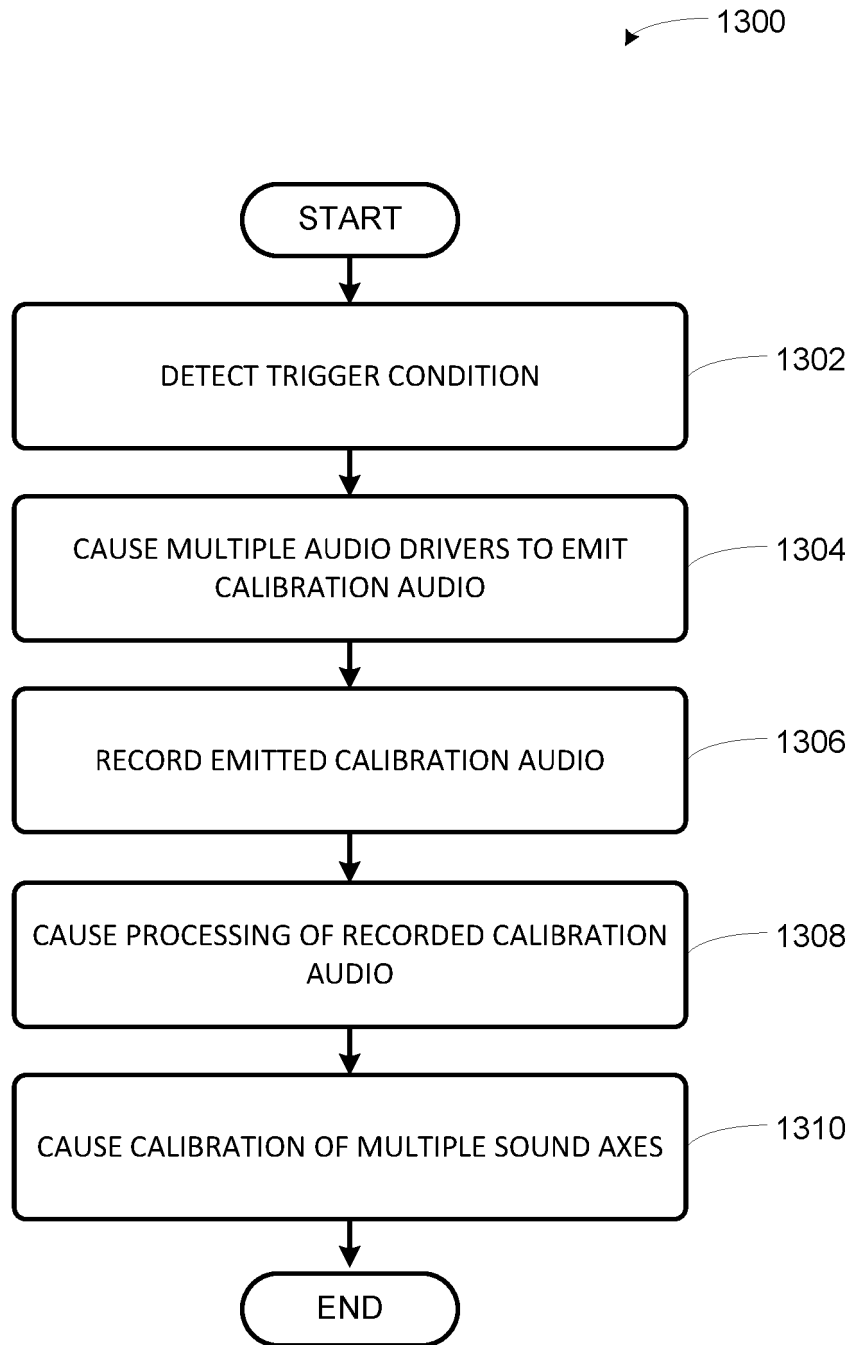 1300
START
DETECT TRIGGER CONDITION
1302
CAUSE MULTIPLE AUDIO DRIVERS TO EMIT
CALIBRATION AUDIO
1304
RECORD EMITTED CALIBRATION AUDIO
1306
CAUSE PROCESSING OF RECORDED CALIBRATION
AUDIO
1308
CAUSE CALIBRATION OF MULTIPLE SOUND AXES
1310
END